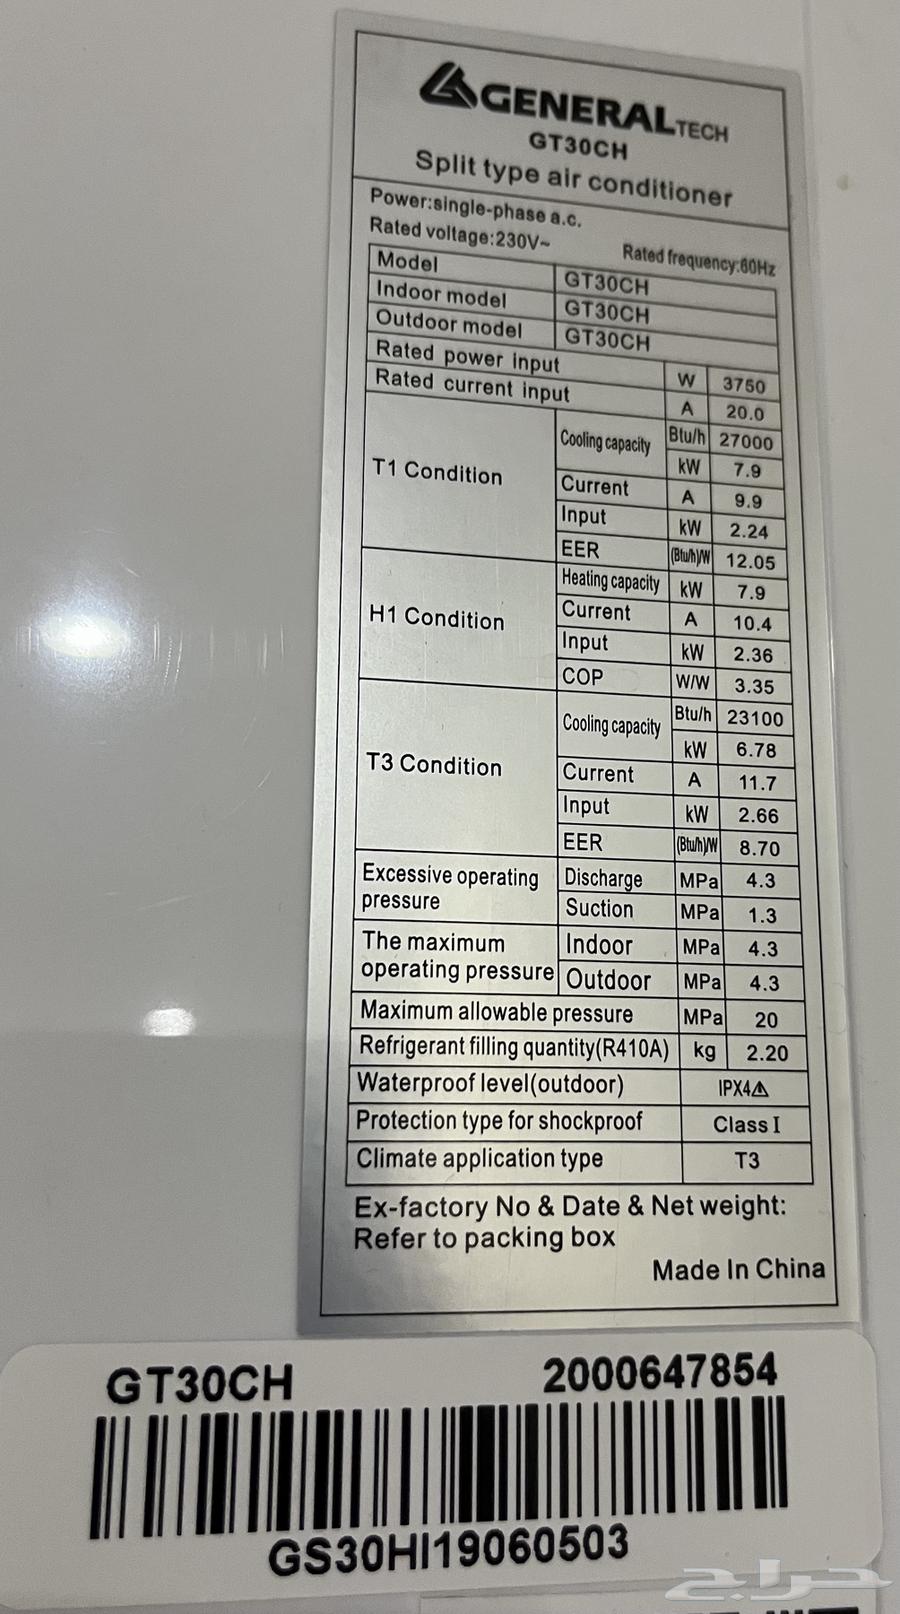 GENERAL TECH
GT30CH
Split type air conditioner
Power:single-phase a.c.
Rated voltage:230V~ Rated frequency:60Hz
Model GT30CH
Indoor model GT30CH
Outdoor model GT30CH
Rated power input W 3750
Rated current input A 20.0
T1 Condition Cooling capacity Btu/h 27000
kW 7.9
Current A 9.9
Input kW 2.24
EER (Btu/h)/W 12.05
H1 Condition Heating capacity kW 7.9
Current A 10.4
Input kW 2.36
COP W/W 3.35
T3 Condition Cooling capacity Btu/h 23100
kW 6.78
Current A 11.7
Input kW 2.66
EER (Btu/h)/W 8.70
Excessive operating pressure Discharge MPa 4.3
Suction MPa 1.3
The maximum operating pressure Indoor MPa 4.3
Outdoor MPa 4.3
Maximum allowable pressure MPa 20
Refrigerant filling quantity(R410A) kg 2.20
Waterproof level(outdoor) IPX4
Protection type for shockproof Class I
Climate application type T3
Ex-factory No & Date & Net weight:
Refer to packing box
Made In China
GT30CH 2000647854
GS30HI19060503
حراج